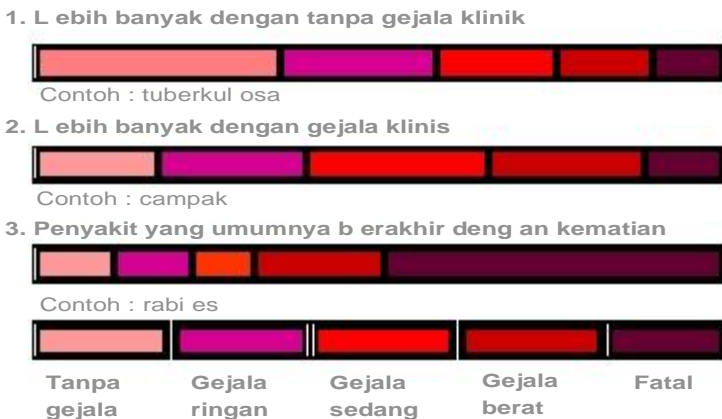 1. L ebih banyak dengan tanpa gejala klinik
Contoh : tuberkul osa
2. L ebih banyak dengan gejala klinis
Contoh : campak
3. Penyakit yang umumnya b erakhir deng an kematian
Contoh : rabi es
Tanpa gejala
Gejala ringan
Gejala sedang
Gejala berat
Fatal